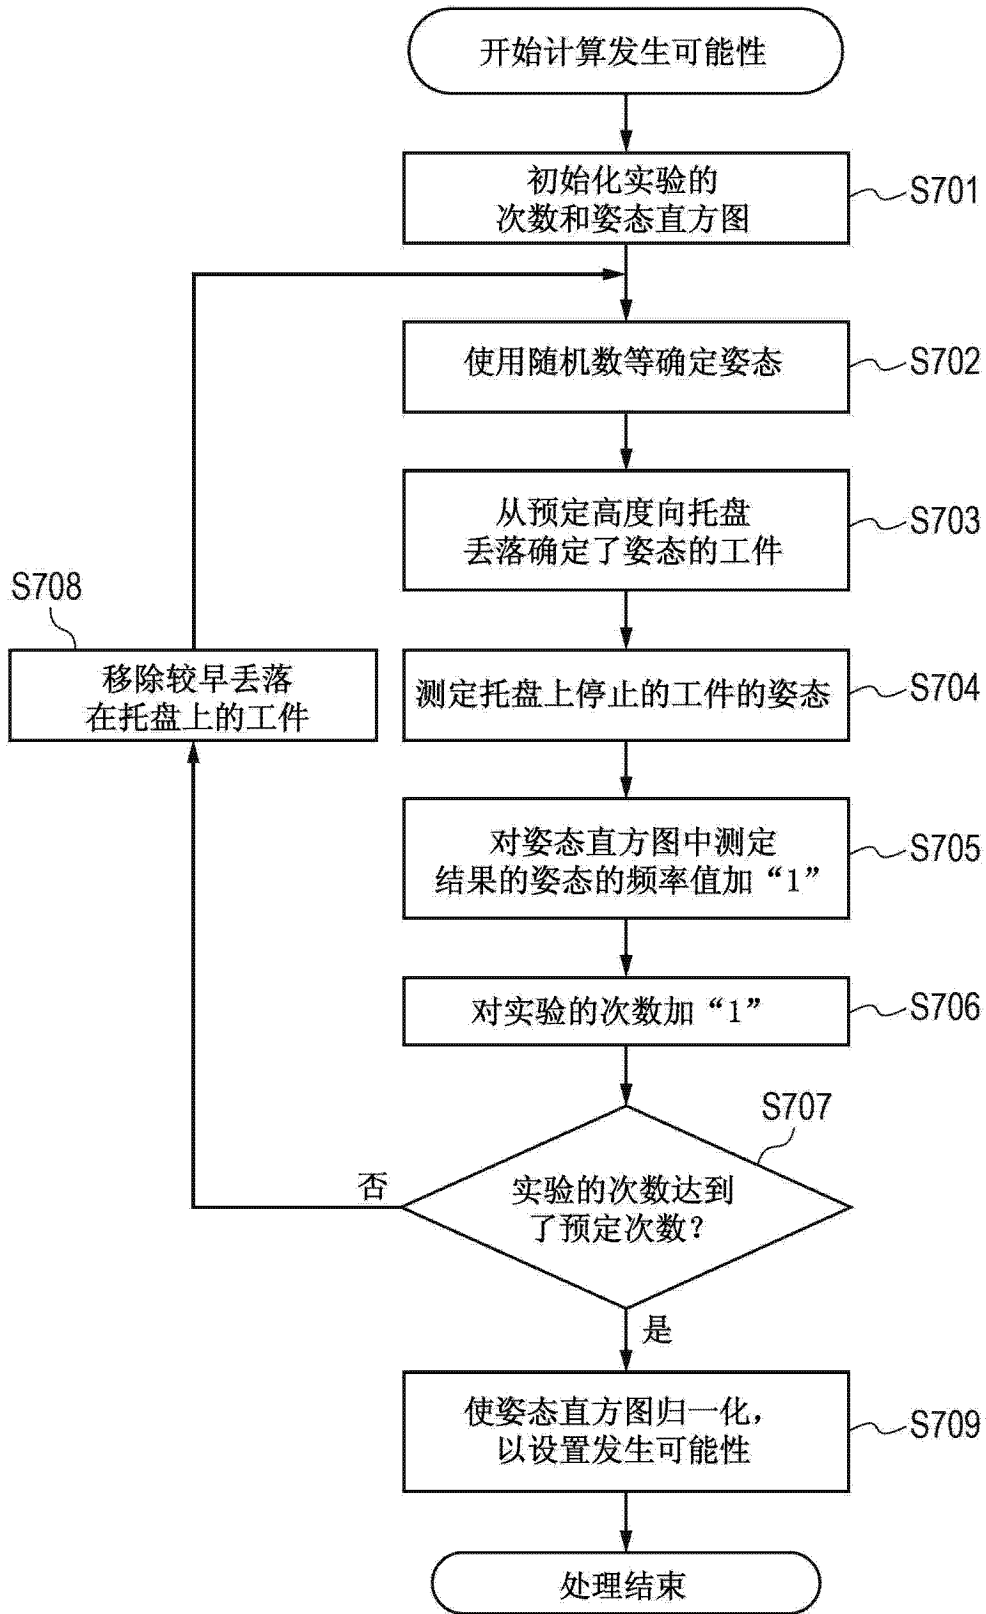 开始计算发生可能性
初始化实验的
次数和姿态直方图
S701
使用随机数等确定姿态
S702
从预定高度向托盘
丢落确定了姿态的工件
S703
S708
移除较早丢落
在托盘上的工件
测定托盘上停止的工件的姿态
S704
对姿态直方图中测定
结果的姿态的频率值加“1”
S705
对实验的次数加“1”
S706
S707
否
实验的次数达到
了预定次数？
是
使姿态直方图归一化，
以设置发生可能性
S709
处理结束